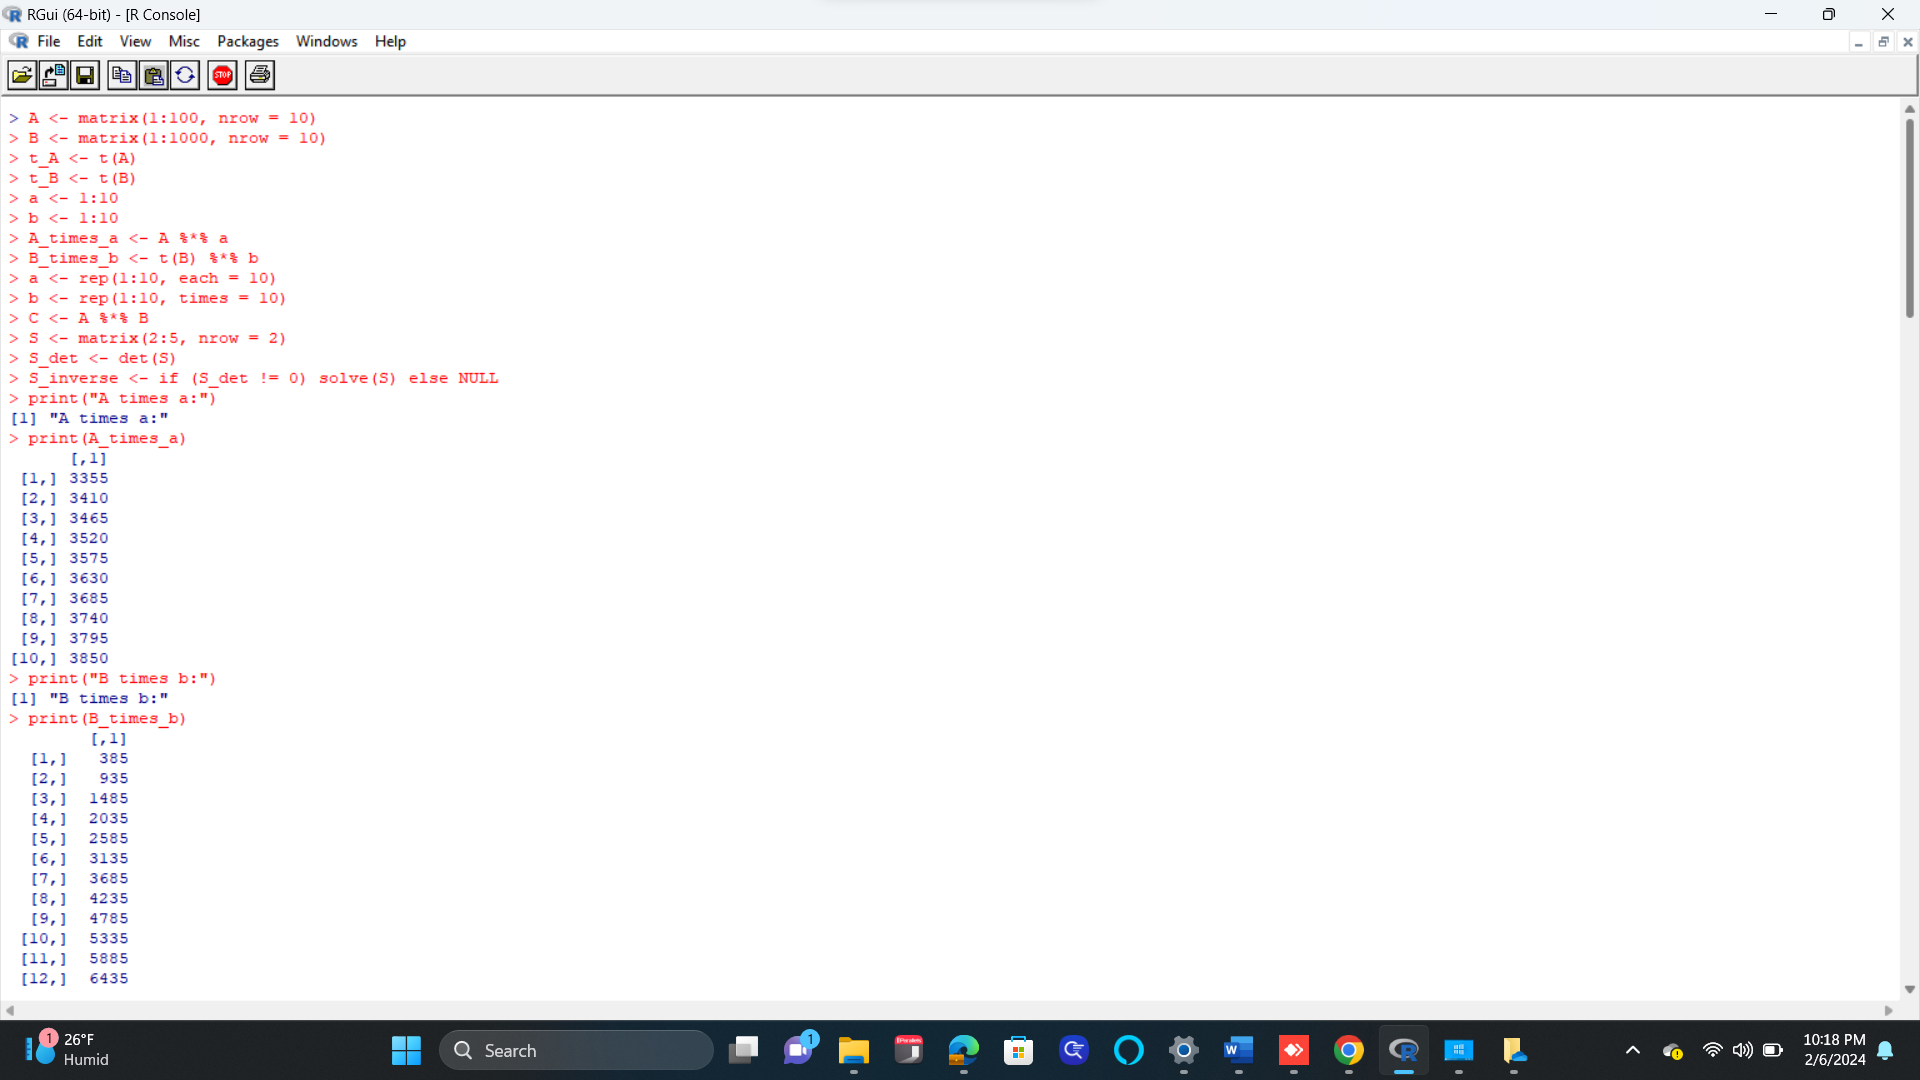 RGui (64-bit) - [R Console]
File Edit View Misc Packages Windows Help
STOP
> A <- matrix(1:100, nrow = 10)
> B <- matrix(1:1000, nrow = 10)
> t_A <- t(A)
> t_B <- t(B)
> a <- 1:10
> b <- 1:10
> A_times_a <- A %*% a
> B_times_b <- t(B) %*% b
> a <- rep(1:10, each = 10)
> b <- rep(1:10, times = 10)
> C <- A %*% B
> S <- matrix(2:5, nrow = 2)
> S_det <- det(S)
> S_inverse <- if (S_det != 0) solve(S) else NULL
> print("A times a:")
[1] "A times a:"
> print(A_times_a)
[,1]
[1,] 3355
[2,] 3410
[3,] 3465
[4,] 3520
[5,] 3575
[6,] 3630
[7,] 3685
[8,] 3740
[9,] 3795
[10,] 3850
> print("B times b:")
[1] "B times b:"
> print(B_times_b)
[,1]
[1,] 385
[2,] 935
[3,] 1485
[4,] 2035
[5,] 2585
[6,] 3135
[7,] 3685
[8,] 4235
[9,] 4785
[10,] 5335
[11,] 5885
[12,] 6435
1
26°F
Humid
Search
1
10:18 PM
2/6/2024